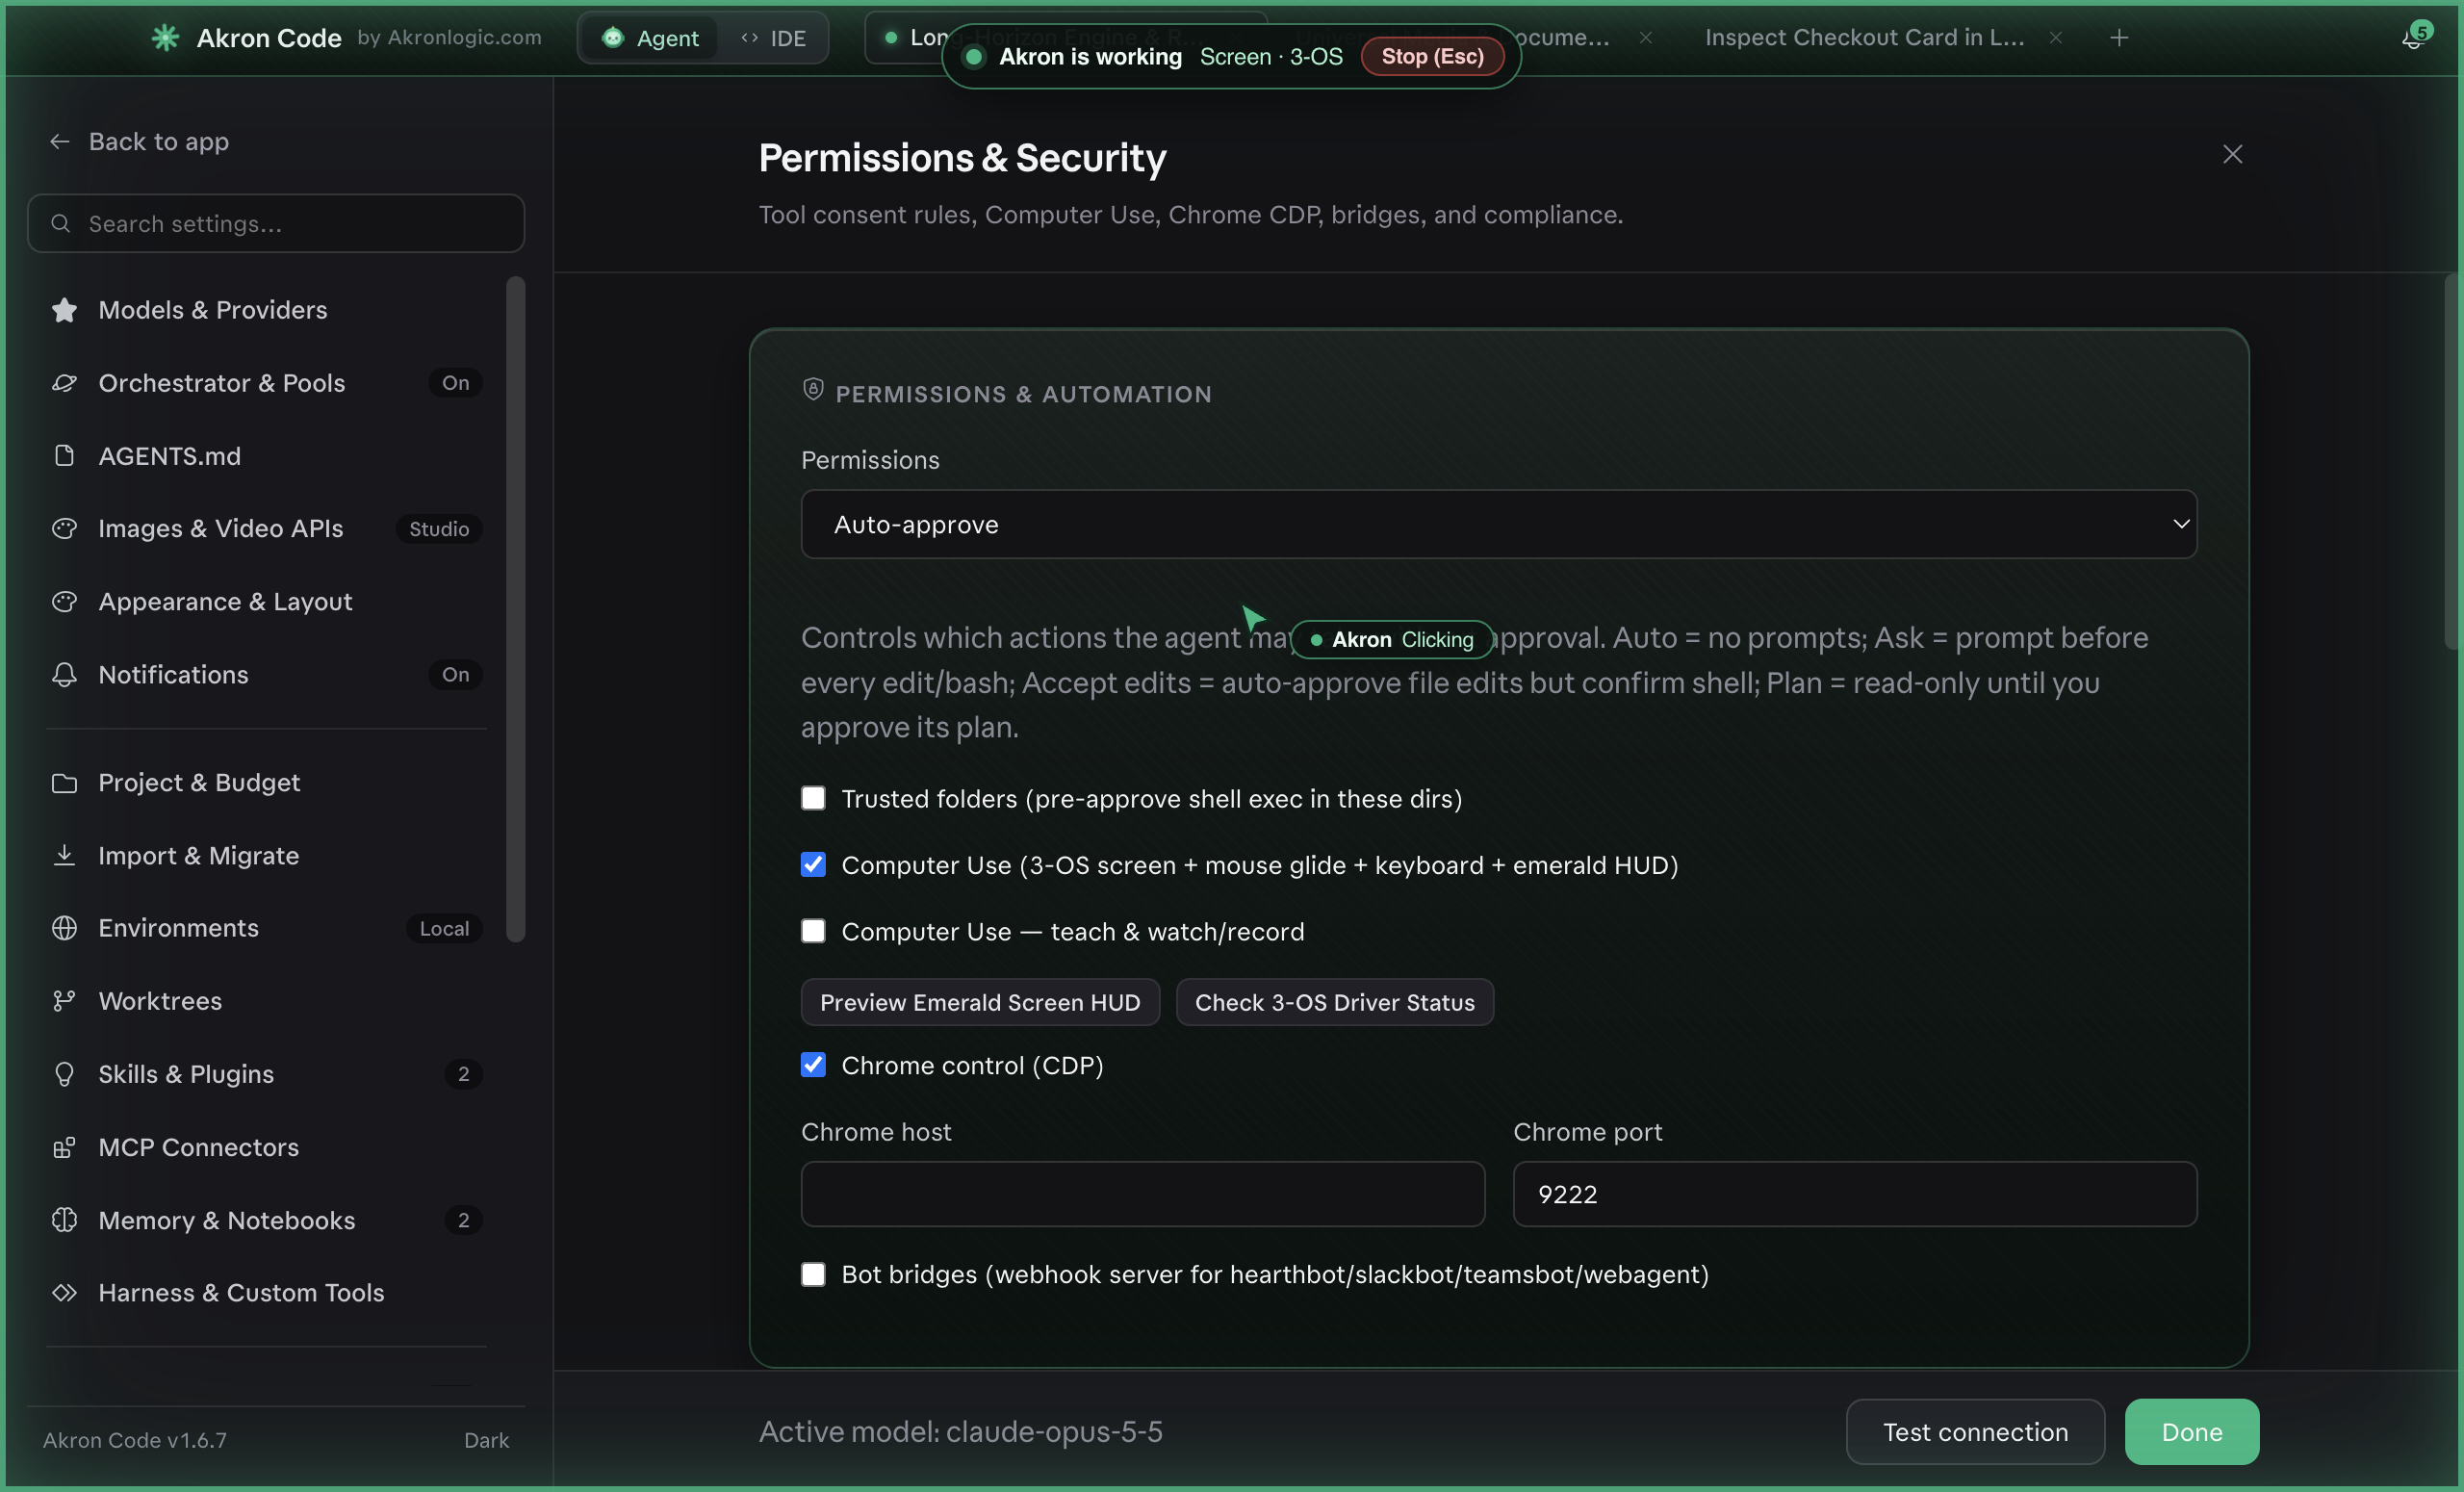 Akron Code by Akronlogic.com
Agent
IDE
Akron is working Screen · 3-OS Stop (Esc)
Inspect Checkout Card in L...
5
Back to app
Search settings...
Models & Providers
Orchestrator & Pools On
AGENTS.md
Images & Video APIs Studio
Appearance & Layout
Notifications On
Project & Budget
Import & Migrate
Environments Local
Worktrees
Skills & Plugins 2
MCP Connectors
Memory & Notebooks 2
Harness & Custom Tools
Akron Code v1.6.7 Dark
Permissions & Security
Tool consent rules, Computer Use, Chrome CDP, bridges, and compliance.
PERMISSIONS & AUTOMATION
Permissions
Auto-approve
Akron Clicking
Controls which actions the agent may approval. Auto = no prompts; Ask = prompt before
every edit/bash; Accept edits = auto-approve file edits but confirm shell; Plan = read-only until you
approve its plan.
Trusted folders (pre-approve shell exec in these dirs)
Computer Use (3-OS screen + mouse glide + keyboard + emerald HUD)
Computer Use — teach & watch/record
Preview Emerald Screen HUD
Check 3-OS Driver Status
Chrome control (CDP)
Chrome host
Chrome port
9222
Bot bridges (webhook server for hearthbot/slackbot/teamsbot/webagent)
Active model: claude-opus-5-5
Test connection
Done